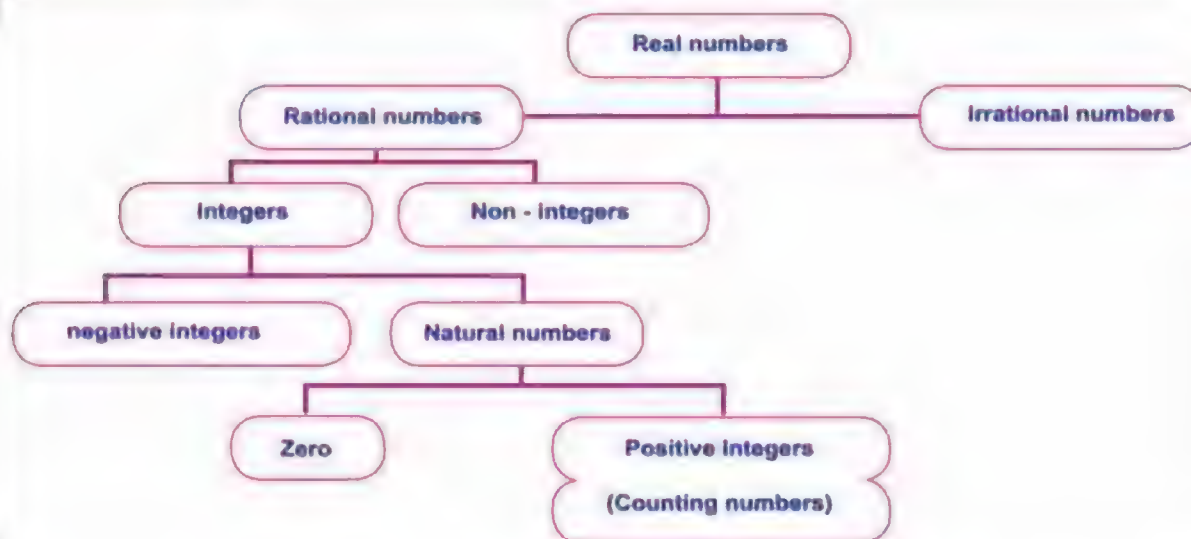 Real numbers
Rational numbers
Irrational numbers
Integers
Non - integers
negative integers
Natural numbers
Zero
Positive integers
(Counting numbers)